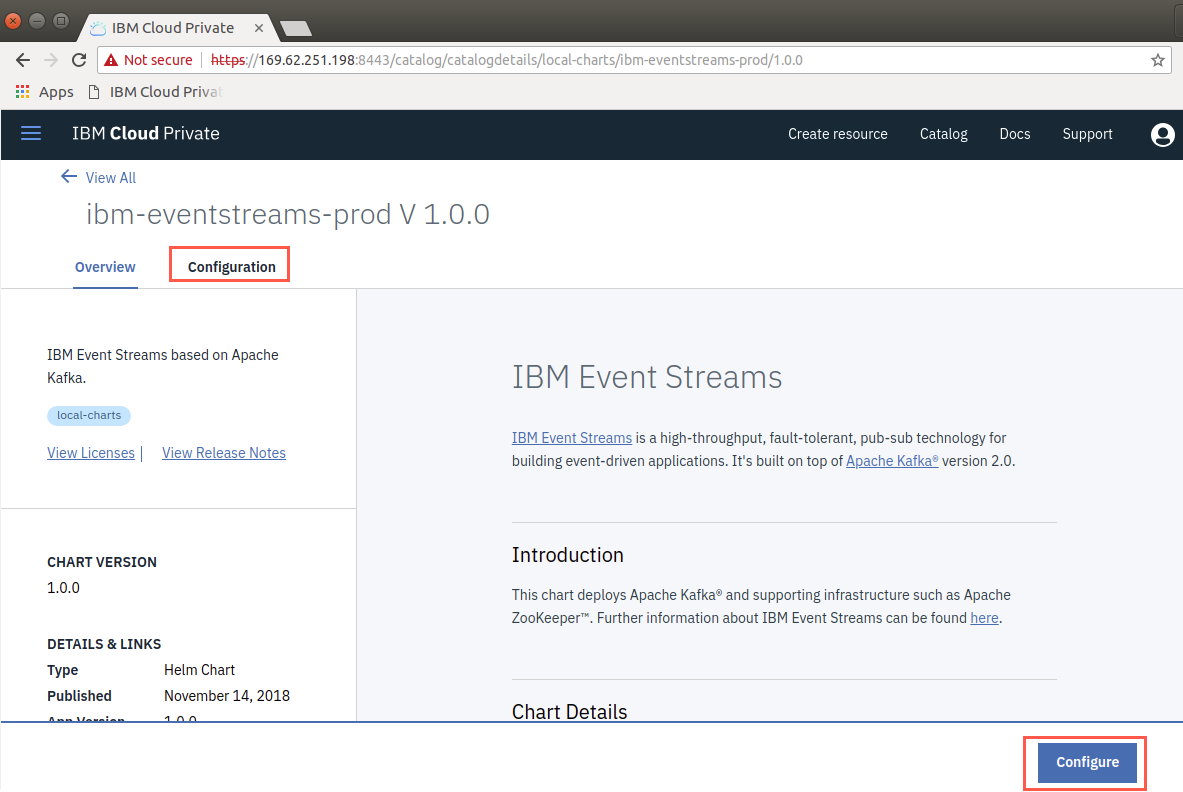 IBM Cloud Private
Not secure https://169.62.251.198:8443/catalog/catalogdetails/local-charts/ibm-eventstreams-prod/1.0.0
Apps IBM Cloud Privat
IBM Cloud Private Create resource Catalog Docs Support
View All
ibm-eventstreams-prod V 1.0.0
Overview Configuration
IBM Event Streams based on Apache
Kafka.
local-charts
View Licenses | View Release Notes
CHART VERSION
1.0.0
DETAILS & LINKS
Type Helm Chart
Published November 14, 2018
App Version 1.0.0
IBM Event Streams
IBM Event Streams is a high-throughput, fault-tolerant, pub-sub technology for
building event-driven applications. It's built on top of Apache Kafka® version 2.0.
Introduction
This chart deploys Apache Kafka® and supporting infrastructure such as Apache
ZooKeeper™. Further information about IBM Event Streams can be found here.
Chart Details
Configure